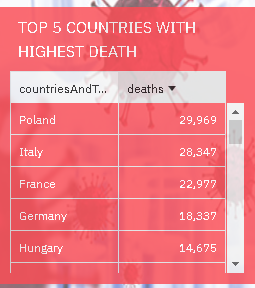 TOP 5 COUNTRIES WITH
HIGHEST DEATH
countriesAndT... deaths ▼
Poland 29,969
Italy 28,347
France 22,977
Germany 18,337
Hungary 14,675